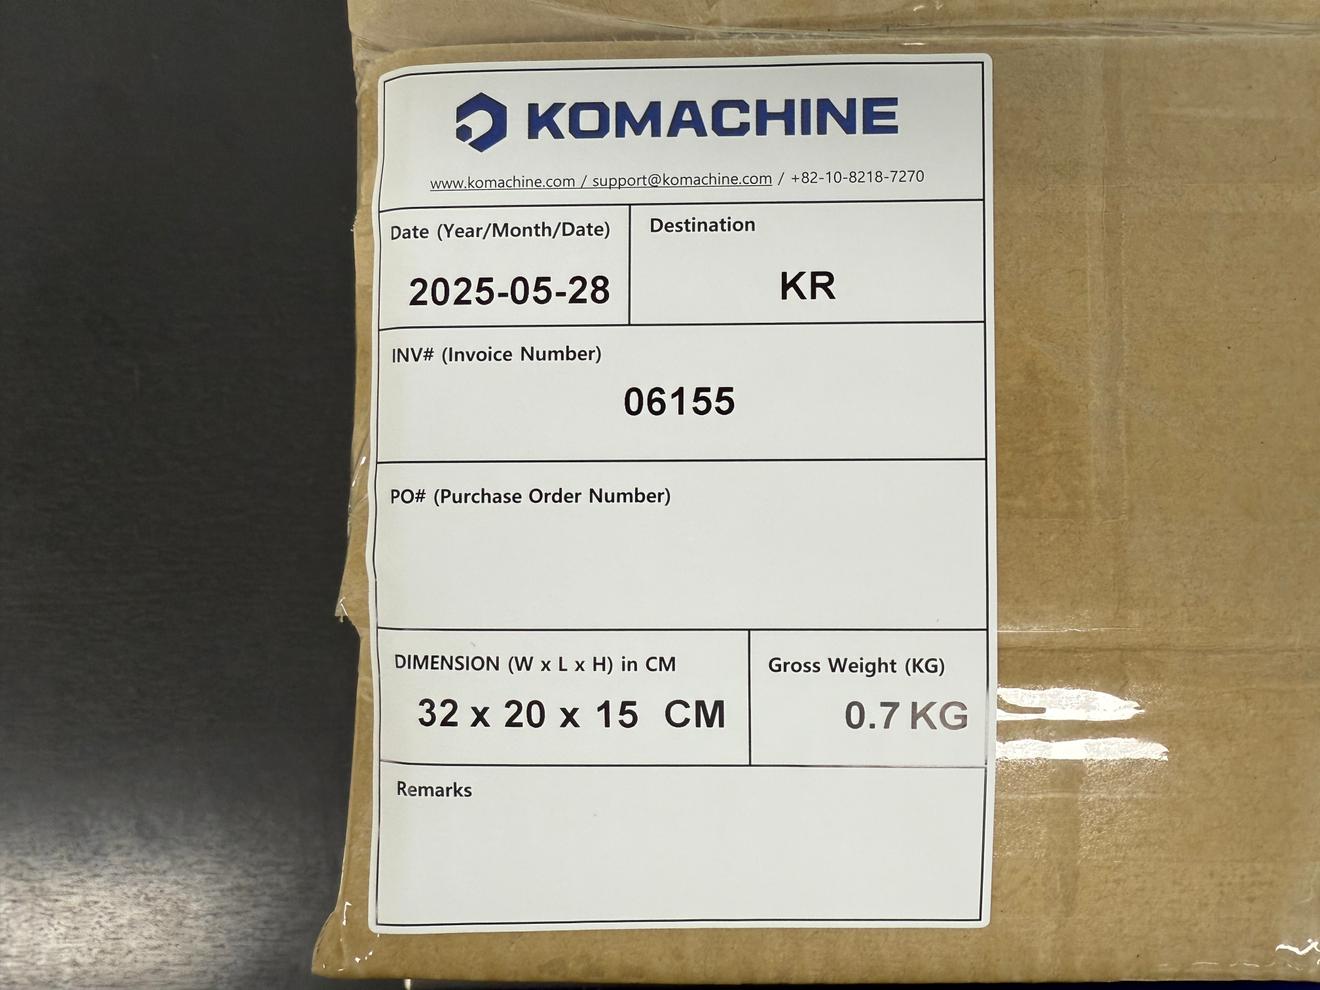 KOMACHINE
www.komachine.com / support@komachine.com / +82-10-8218-7270
Date (Year/Month/Date)
2025-05-28
Destination
KR
INV# (Invoice Number)
06155
PO# (Purchase Order Number)
DIMENSION (W x L x H) in CM
32 x 20 x 15 CM
Gross Weight (KG)
0.7 KG
Remarks